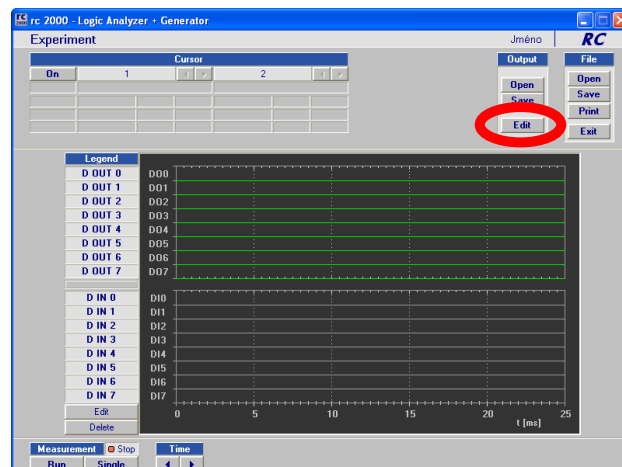 RC 2000 rc 2000 - Logic Analyzer + Generator
Experiment Jméno RC
Cursor Output File
On 1 2
Open Open
Save Save
Print
Edit Exit
Legend
D OUT 0 DO0
D OUT 1 DO1
D OUT 2 DO2
D OUT 3 DO3
D OUT 4 DO4
D OUT 5 DO5
D OUT 6 DO6
D OUT 7 DO7
D IN 0 DI0
D IN 1 DI1
D IN 2 DI2
D IN 3 DI3
D IN 4 DI4
D IN 5 DI5
D IN 6 DI6
D IN 7 DI7
Edit 0 5 10 15 20 25
Delete t [ms]
Measurement Stop Time
Run Single